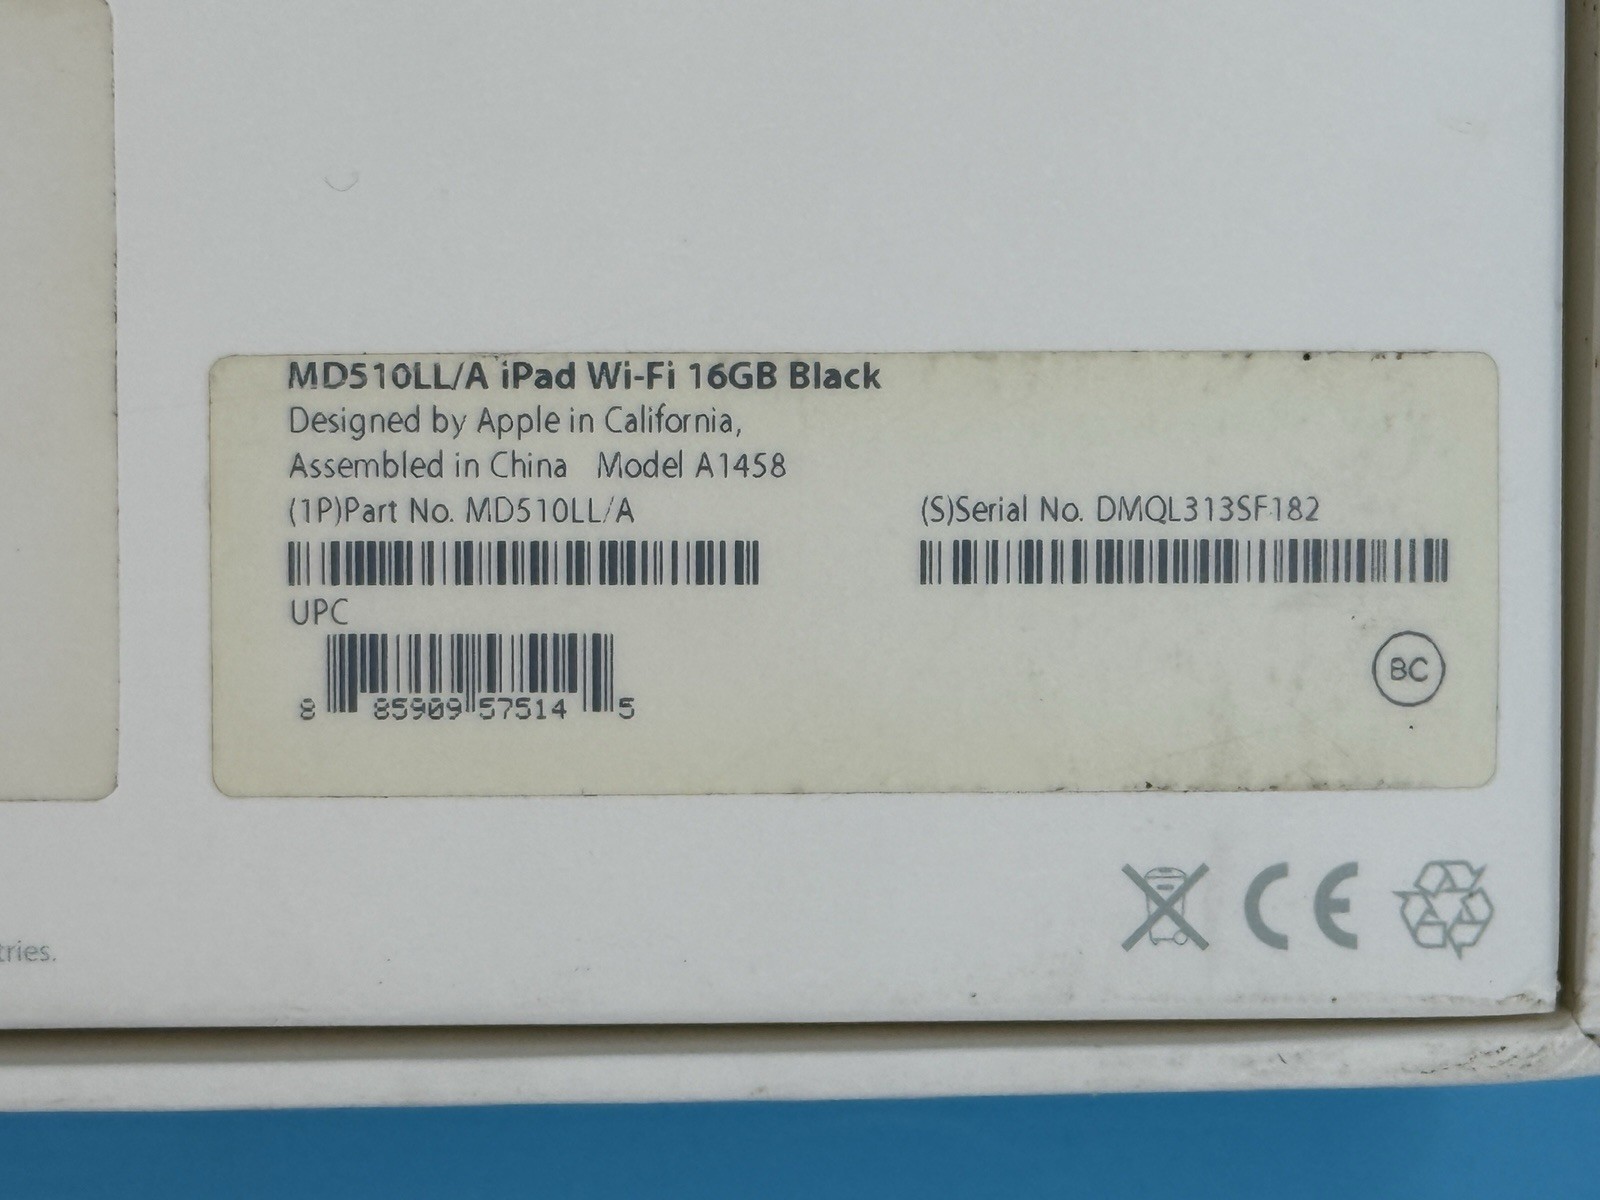 MD510LL/A iPad Wi-Fi 16GB Black
Designed by Apple in California,
Assembled in China Model A1458
(1P)Part No. MD510LL/A
(S)Serial No. DMQL313SF182
UPC
8 85909 57514 5
BC
CE
tries.